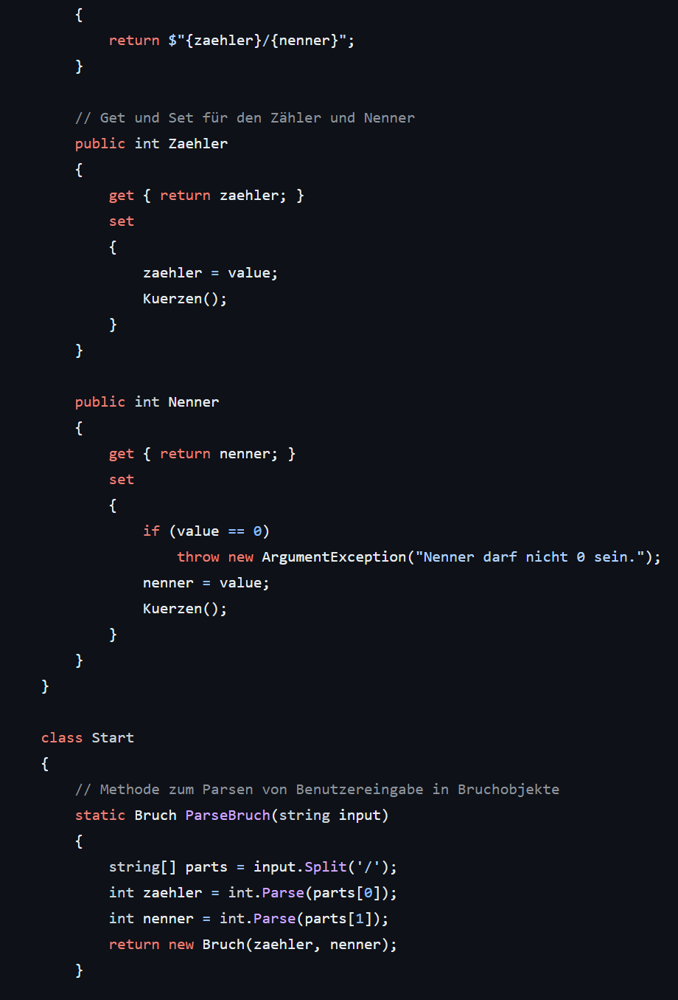 {
return $"{zaehler}/{nenner}";
}
// Get und Set für den Zähler und Nenner
public int Zaehler
{
get { return zaehler; }
set
{
zaehler = value;
Kuerzen();
}
}
public int Nenner
{
get { return nenner; }
set
{
if (value == 0)
throw new ArgumentException("Nenner darf nicht 0 sein.");
nenner = value;
Kuerzen();
}
}
}
class Start
{
// Methode zum Parsen von Benutzereingabe in Bruchobjekte
static Bruch ParseBruch(string input)
{
string[] parts = input.Split('/');
int zaehler = int.Parse(parts[0]);
int nenner = int.Parse(parts[1]);
return new Bruch(zaehler, nenner);
}